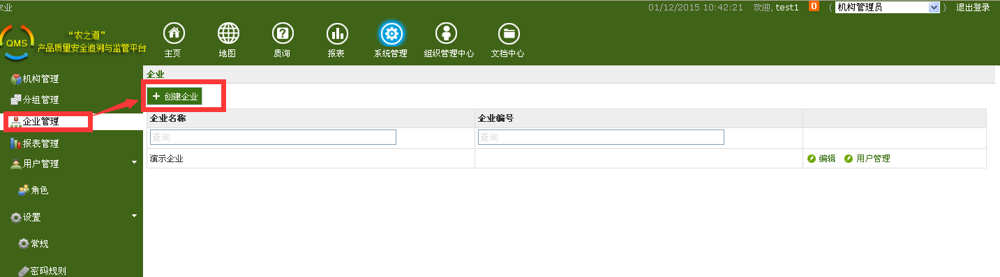 农业
01/12/2015 10:42:21 欢迎, test1 0 ( 机构管理员 ) 退出登录
QMS
“农之道”
产品质量安全追溯与监管平台
主页 地图 质询 报表 系统管理 组织管理中心 文档中心
机构管理
分组管理
企业管理
报表管理
用户管理
角色
设置
常规
密码规则
企业
+ 创建企业
企业名称 企业编号
查询 查询
演示企业 编辑 用户管理